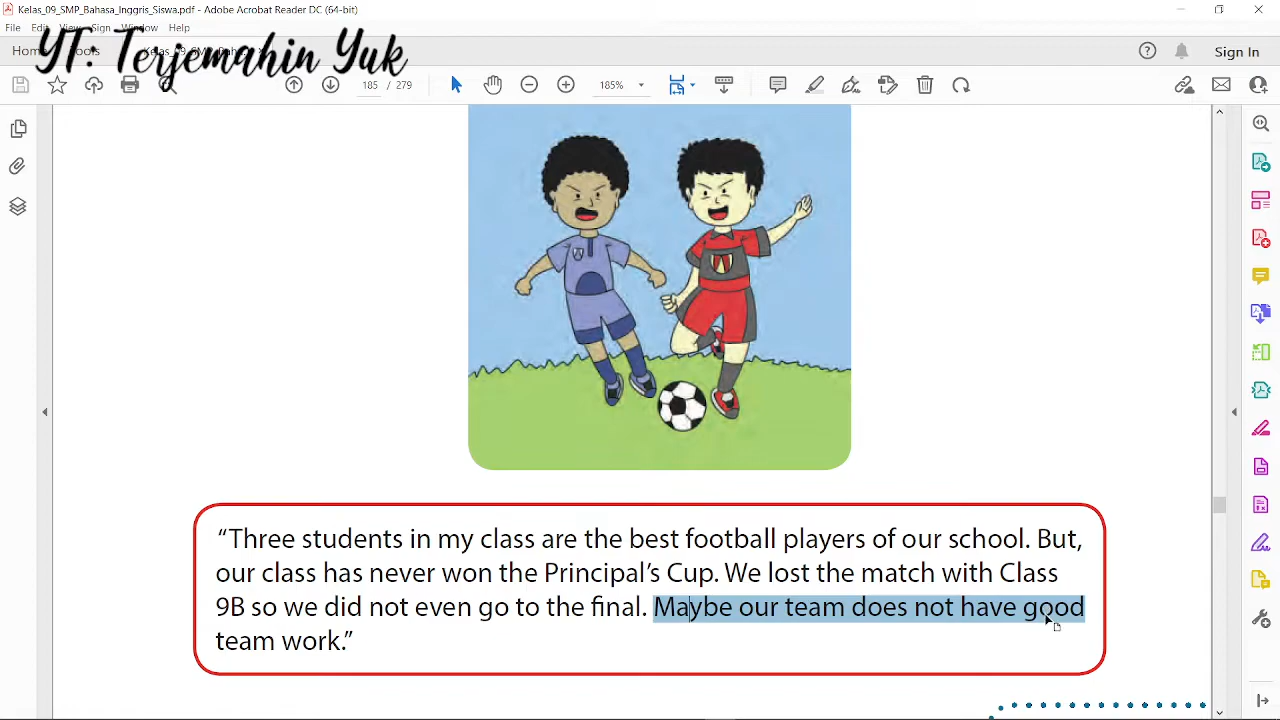 Kelas_09_SMP_Bahasa_Inggris_Siswa.pdf - Adobe Acrobat Reader DC (64-bit)
File Edit View Sign Window Help
YT: Terjemahin Yuk
Home Tools
Sign In
185 / 279
185%
“Three students in my class are the best football players of our school. But,
our class has never won the Principal’s Cup. We lost the match with Class
9B so we did not even go to the final. Maybe our team does not have good
team work.”